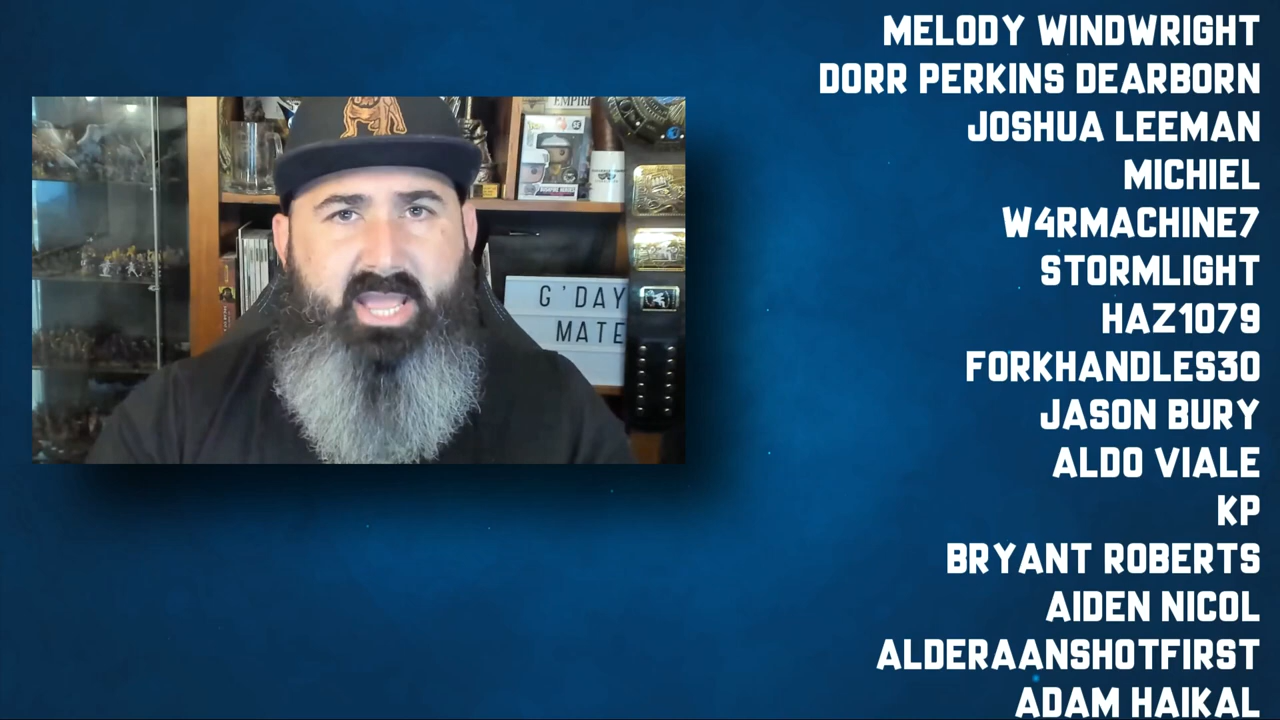 MELODY WINDWRIGHT
DORR PERKINS DEARBORN
JOSHUA LEEMAN
MICHIEL
W4RMACHINE7
STORMLIGHT
HAZ1079
FORKHANDLES30
JASON BURY
ALDO VIALE
KP
BRYANT ROBERTS
AIDEN NICOL
ALDERAANSHOTFIRST
ADAM HAIKAL
EMPIRE
G'DAY
MATE